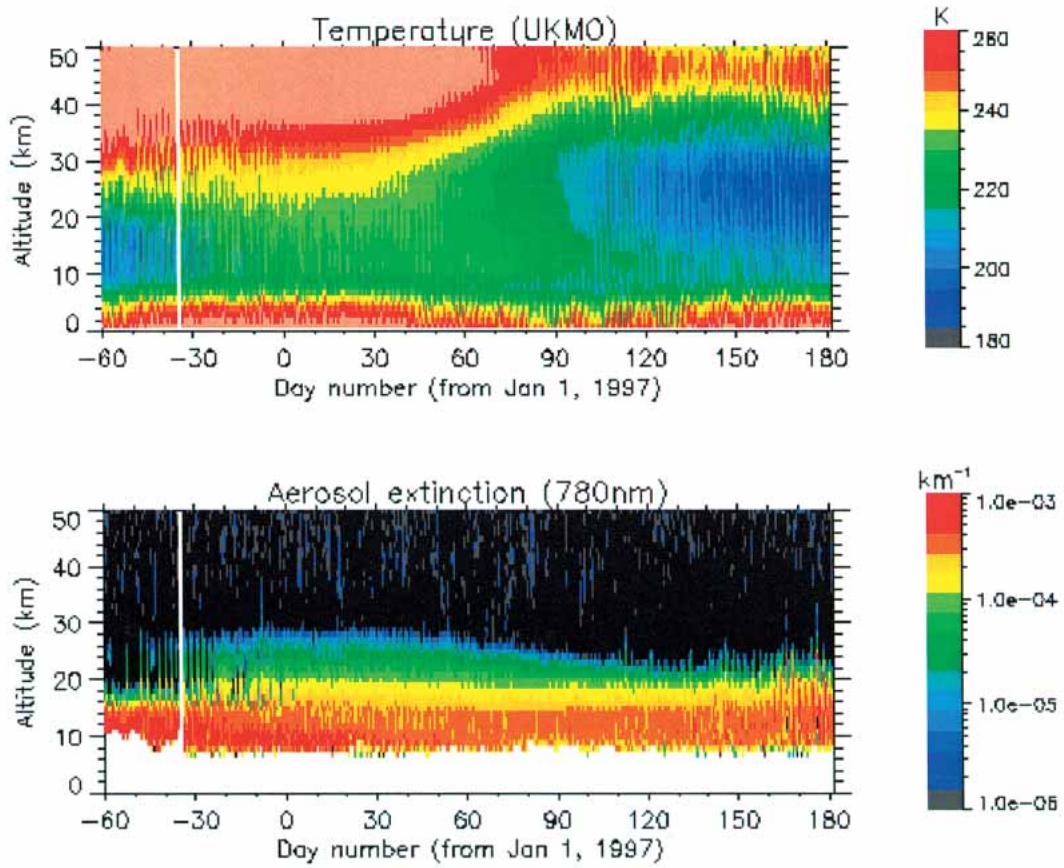 Temperature (UKMO)
K
50
40
30
20
10
0
Altitude (km)
−60 −30 0 30 60 90 120 150 180
Day number (from Jan 1, 1997)
260
240
220
200
180
Aerosol extinction (780nm)
km−1
50
40
30
20
10
0
Altitude (km)
−60 −30 0 30 60 90 120 150 180
Day number (from Jan 1, 1997)
1.0e−03
1.0e−04
1.0e−05
1.0e−06